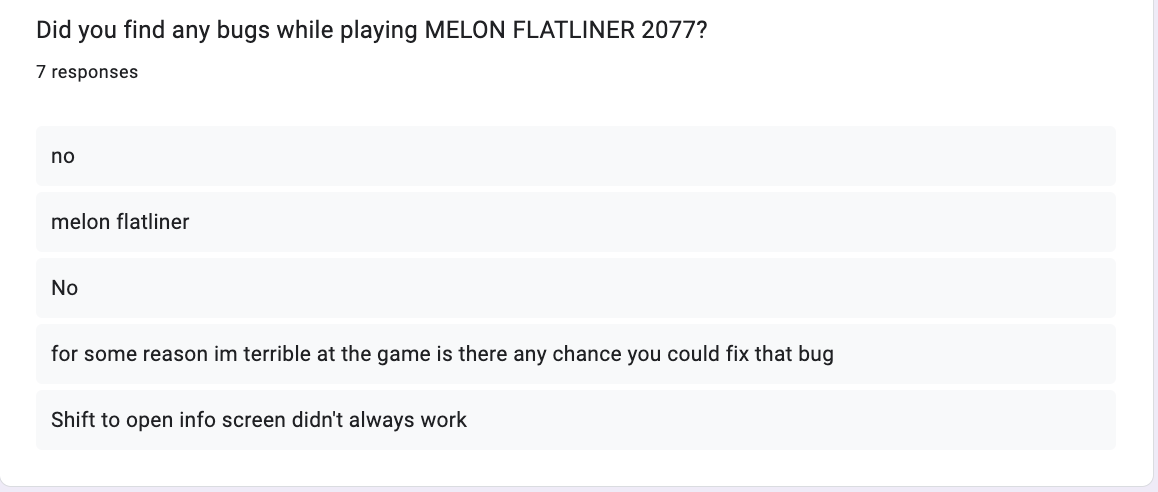 Did you find any bugs while playing MELON FLATLINER 2077?
7 responses
no
melon flatliner
No
for some reason im terrible at the game is there any chance you could fix that bug
Shift to open info screen didn't always work